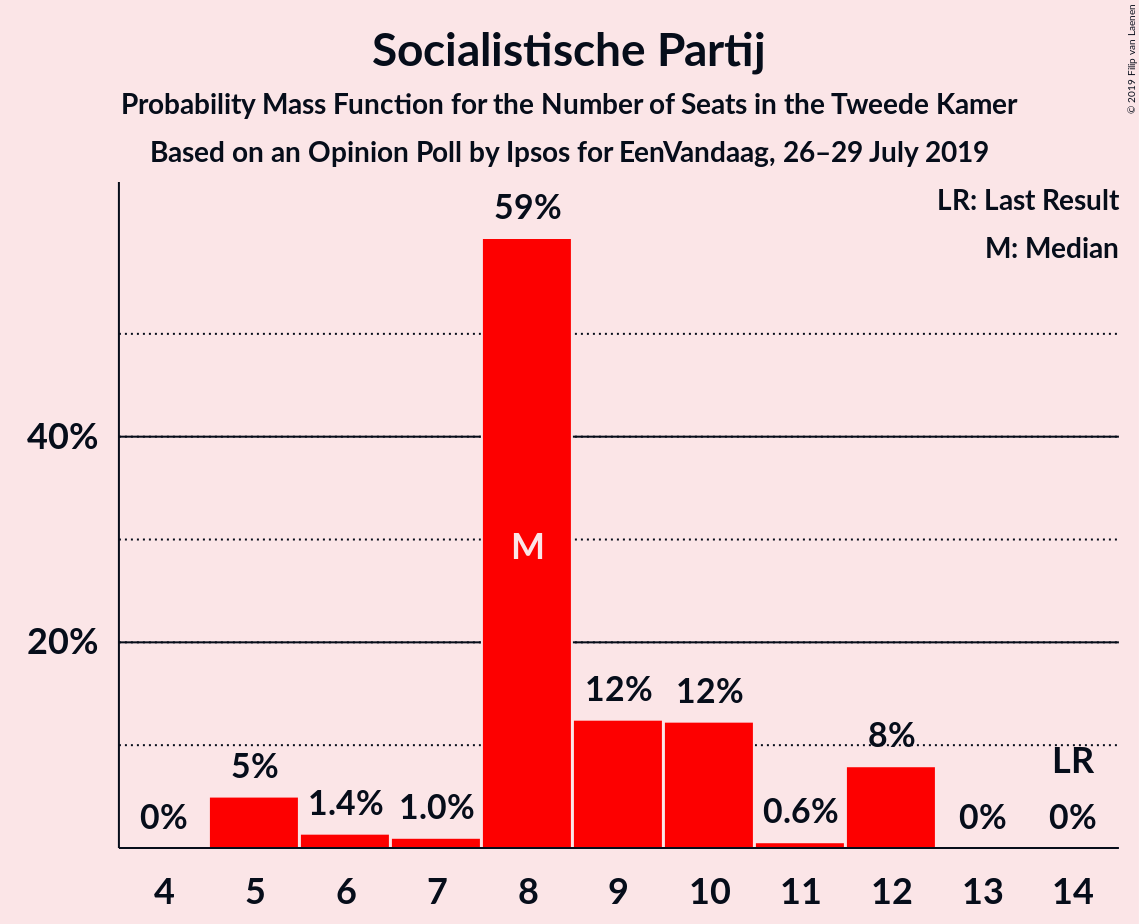 Socialistische Partij
Probability Mass Function for the Number of Seats in the Tweede Kamer
Based on an Opinion Poll by Ipsos for EenVandaag, 26–29 July 2019
© 2019 Filip van Laenen
LR: Last Result
M: Median
59%
40%
M
20%
12%
12%
8%
5%
LR
1.4%
1.0%
0.6%
0%
0%
0%
4 5 6 7 8 9 10 11 12 13 14